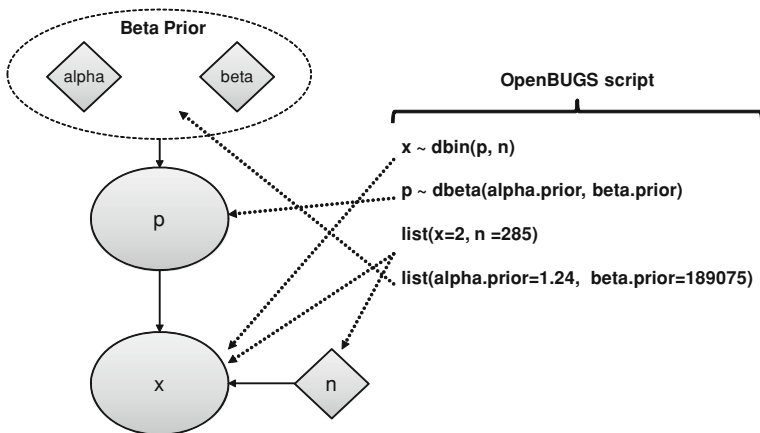 Beta Prior
alpha
beta
OpenBUGS script
x ~ dbin(p, n)
p ~ dbeta(alpha.prior, beta.prior)
list(x=2, n =285)
list(alpha.prior=1.24, beta.prior=189075)
p
x
n